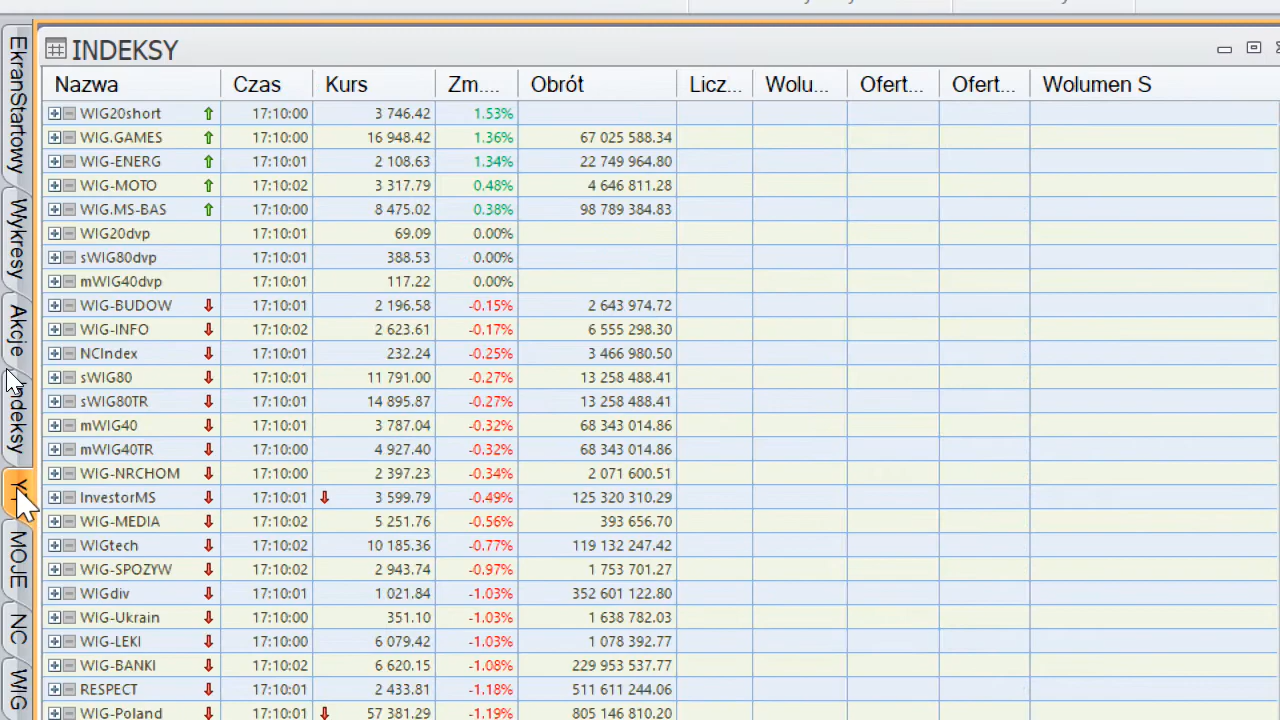 INDEKSY
Nazwa Czas Kurs Zm.... Obrót Licz... Wolu... Ofert... Ofert... Wolumen S
WIG20short 17:10:00 3 746.42 1.53%
WIG.GAMES 17:10:00 16 948.42 1.36% 67 025 588.34
WIG-ENERG 17:10:01 2 108.63 1.34% 22 749 964.80
WIG-MOTO 17:10:02 3 317.79 0.48% 4 646 811.28
WIG.MS-BAS 17:10:00 8 475.02 0.38% 98 789 384.83
WIG20dvp 17:10:01 69.09 0.00%
sWIG80dvp 17:10:01 388.53 0.00%
mWIG40dvp 17:10:01 117.22 0.00%
WIG-BUDOW 17:10:01 2 196.58 -0.15% 2 643 974.72
WIG-INFO 17:10:02 2 623.61 -0.17% 6 555 298.30
NCIndex 17:10:01 232.24 -0.25% 3 466 980.50
sWIG80 17:10:01 11 791.00 -0.27% 13 258 488.41
sWIG80TR 17:10:01 14 895.87 -0.27% 13 258 488.41
mWIG40 17:10:01 3 787.04 -0.32% 68 343 014.86
mWIG40TR 17:10:01 4 927.40 -0.32% 68 343 014.86
WIG-NRCHOM 17:10:00 2 397.23 -0.34% 2 071 600.51
InvestorMS 17:10:01 3 599.79 -0.49% 125 320 310.29
WIG-MEDIA 17:10:02 5 251.76 -0.56% 393 656.70
WIGtech 17:10:02 10 185.36 -0.77% 119 132 247.42
WIG-SPOZYW 17:10:02 2 943.74 -0.97% 1 753 701.27
WIGdiv 17:10:01 1 021.84 -1.03% 352 601 122.80
WIG-Ukrain 17:10:00 351.10 -1.03% 1 638 782.03
WIG-LEKI 17:10:00 6 079.42 -1.03% 1 078 392.77
WIG-BANKI 17:10:02 6 620.15 -1.08% 229 953 537.77
RESPECT 17:10:01 2 433.81 -1.18% 511 611 244.06
WIG-Poland 17:10:01 57 381.29 -1.19% 805 146 810.20
EkranStartowy
Wykresy
Akcje
Indeksy
MOJE
NC
WIG